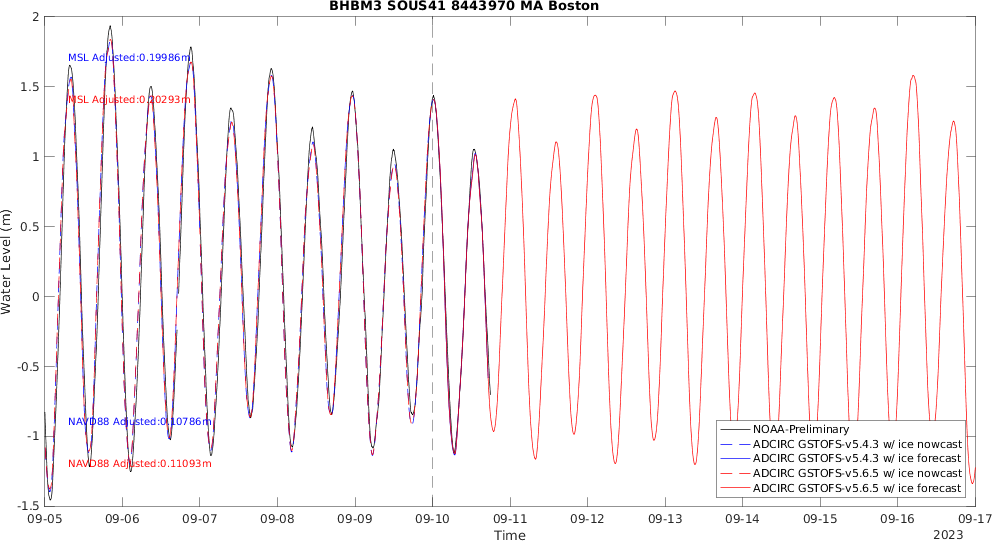 BHBM3 SOUS41 8443970 MA Boston
2
MSL Adjusted:0.19986m
1.5
MSL Adjusted:0.20293m
1
0.5
Water Level (m)
0
-0.5
NAVD88 Adjusted:0.10786m
-1
NAVD88 Adjusted:0.11093m
-1.5
NOAA-Preliminary
ADCIRC GSTOFS-v5.4.3 w/ ice nowcast
ADCIRC GSTOFS-v5.4.3 w/ ice forecast
ADCIRC GSTOFS-v5.6.5 w/ ice nowcast
ADCIRC GSTOFS-v5.6.5 w/ ice forecast
09-05 09-06 09-07 09-08 09-09 09-10 09-11 09-12 09-13 09-14 09-15 09-16 09-17
Time
2023